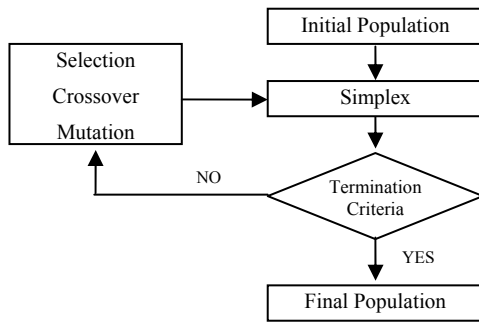 Initial Population
Selection
Crossover
Mutation
Simplex
Termination
Criteria
NO
YES
Final Population